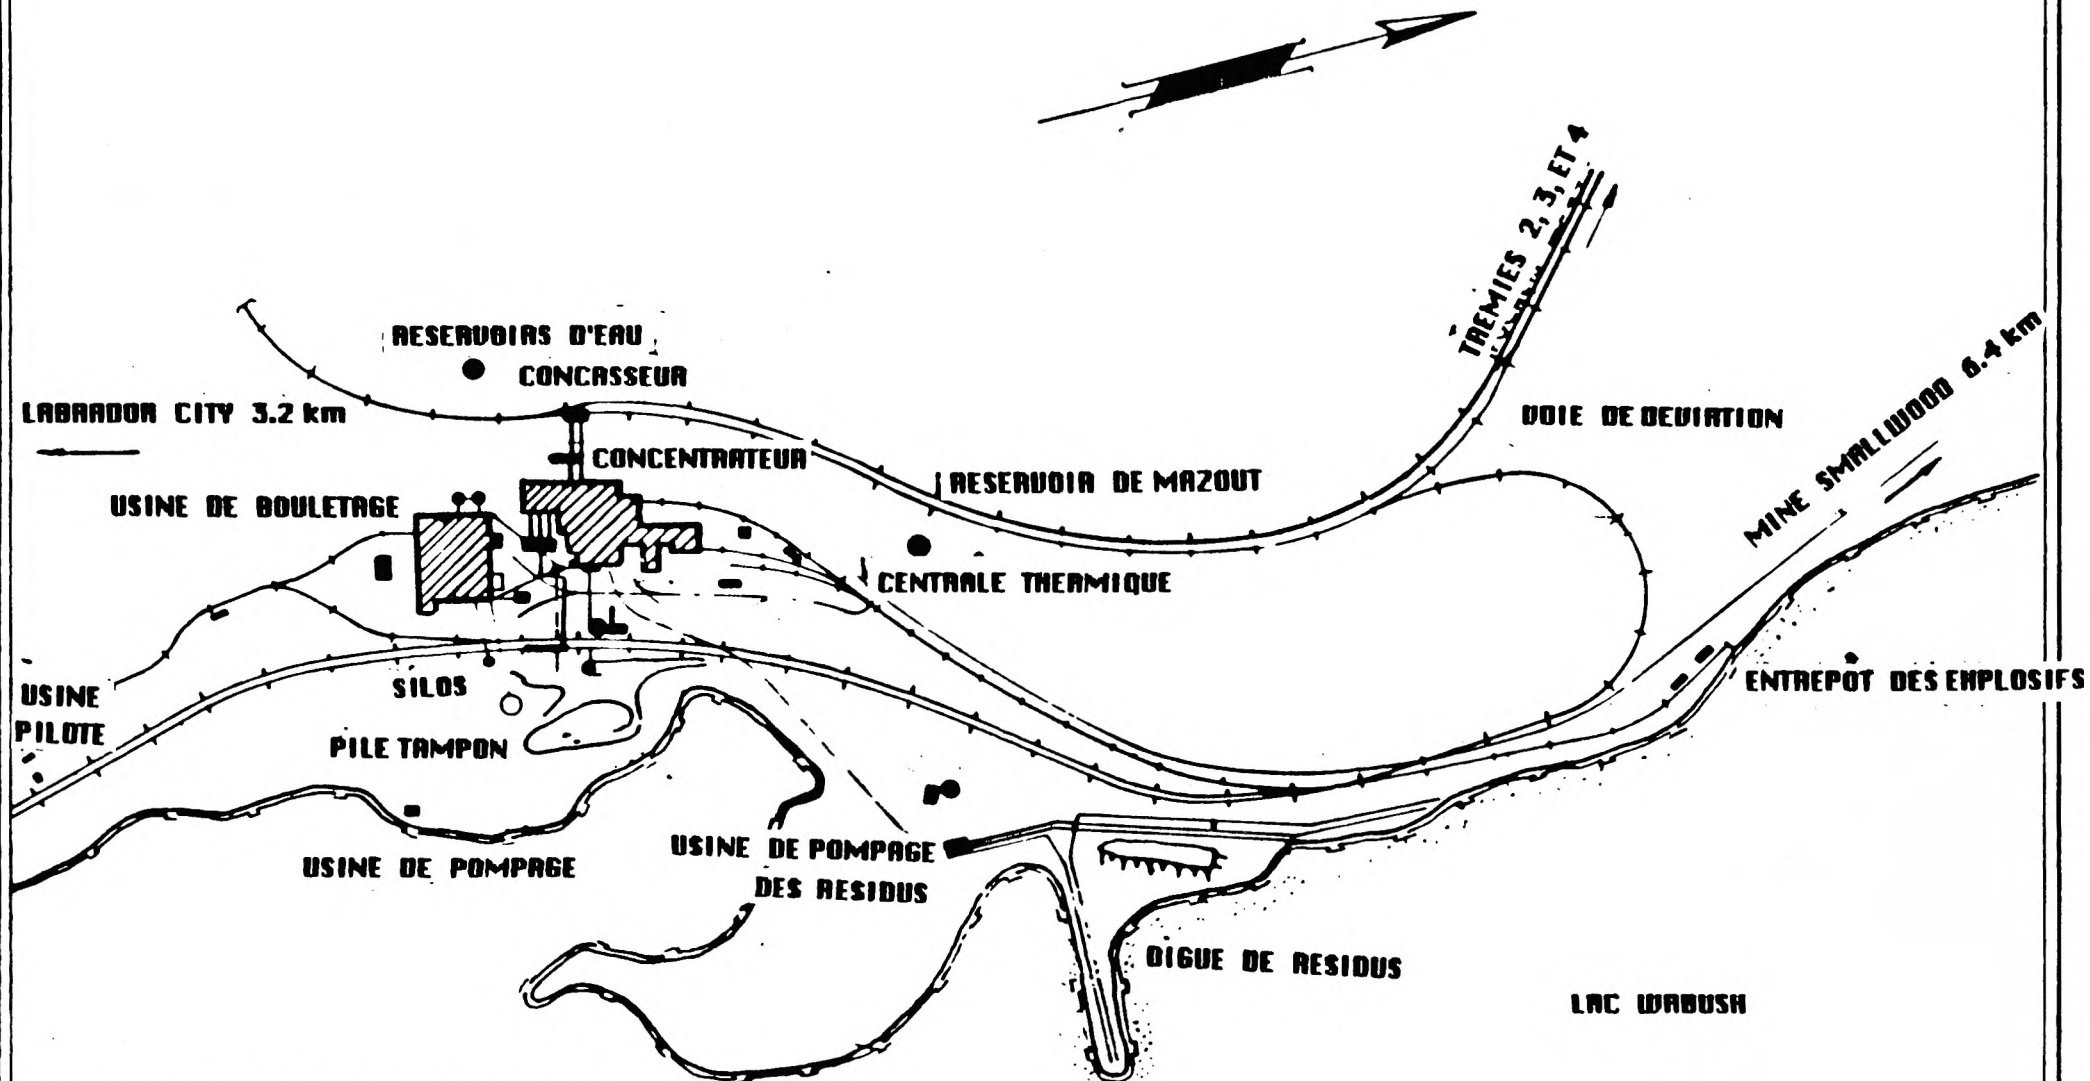 TREMIES 2, 3, ET 4
RESERVOIRS D'EAU
CONCASSEUR
LABRADOR CITY 3.2 km
VOIE DE DEVIATION
MINE SMALLWOOD 6.4 km
CONCENTRATEUR
RESERVOIR DE MAZOUT
USINE DE BOULETAGE
CENTRALE THERMIQUE
USINE
PILOTE
SILOS
ENTREPÔT DES EXPLOSIFS
PILE TAMPON
USINE DE POMPAGE
USINE DE POMPAGE
DES RESIDUS
DIGUE DE RESIDUS
LAC WABUSH